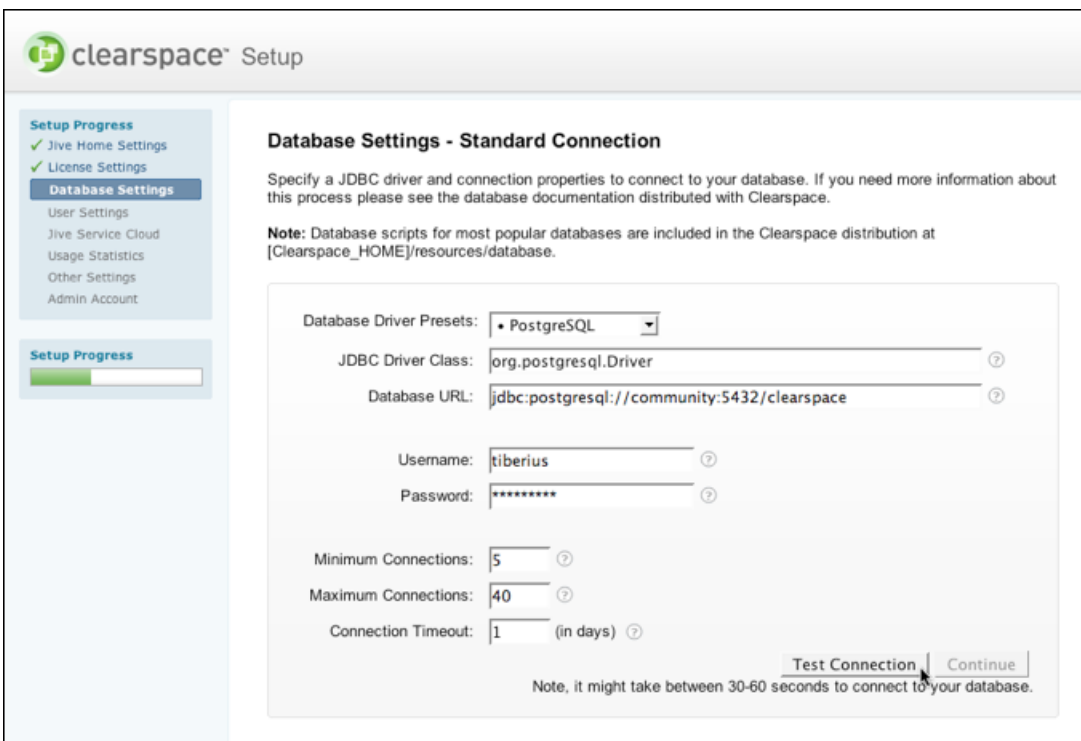 clearspace™ Setup
Setup Progress
✓ Jive Home Settings
✓ License Settings
Database Settings
User Settings
Jive Service Cloud
Usage Statistics
Other Settings
Admin Account
Setup Progress
Database Settings - Standard Connection
Specify a JDBC driver and connection properties to connect to your database. If you need more information about
this process please see the database documentation distributed with Clearspace.
Note: Database scripts for most popular databases are included in the Clearspace distribution at
[Clearspace_HOME]/resources/database.
Database Driver Presets: • PostgreSQL
JDBC Driver Class: org.postgresql.Driver ?
Database URL: jdbc:postgresql://community:5432/clearspace ?
Username: tiberius ?
Password: ********* ?
Minimum Connections: 5 ?
Maximum Connections: 40 ?
Connection Timeout: 1 (in days) ?
Test Connection Continue
Note, it might take between 30-60 seconds to connect to your database.